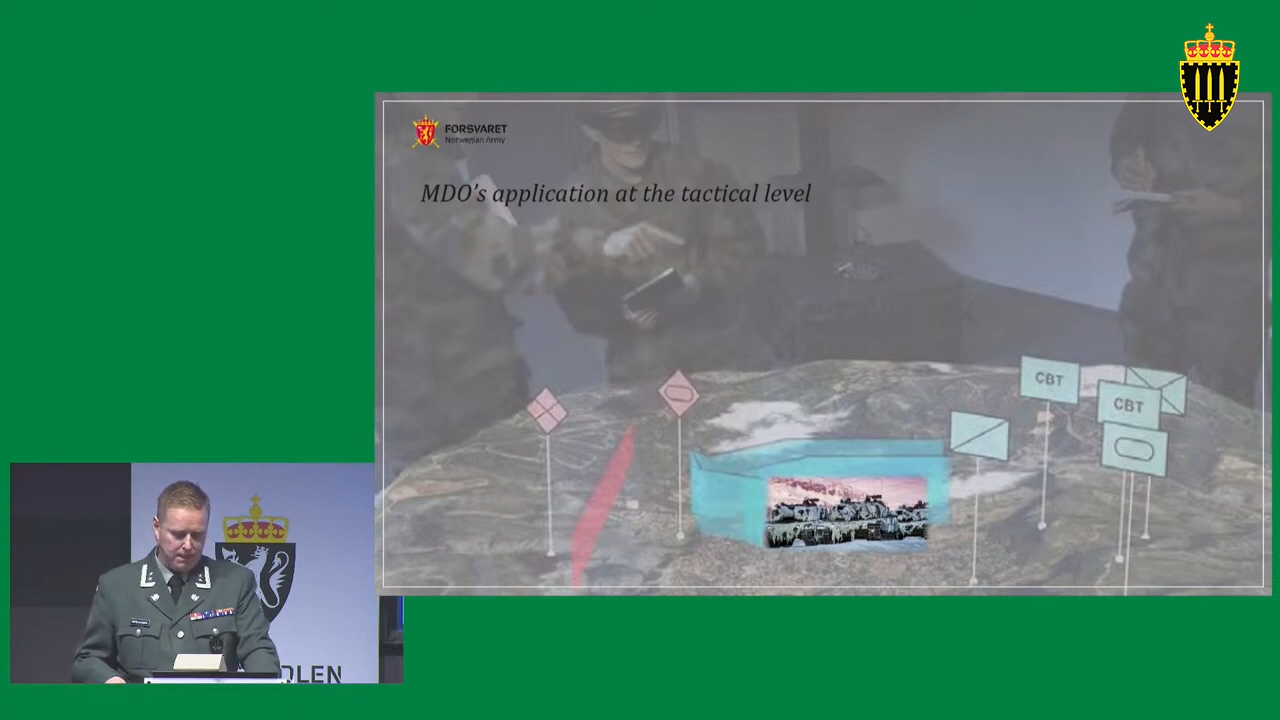 FORSVARET
Norwegian Army
MDO's application at the tactical level
CBT
CBT
OLEN